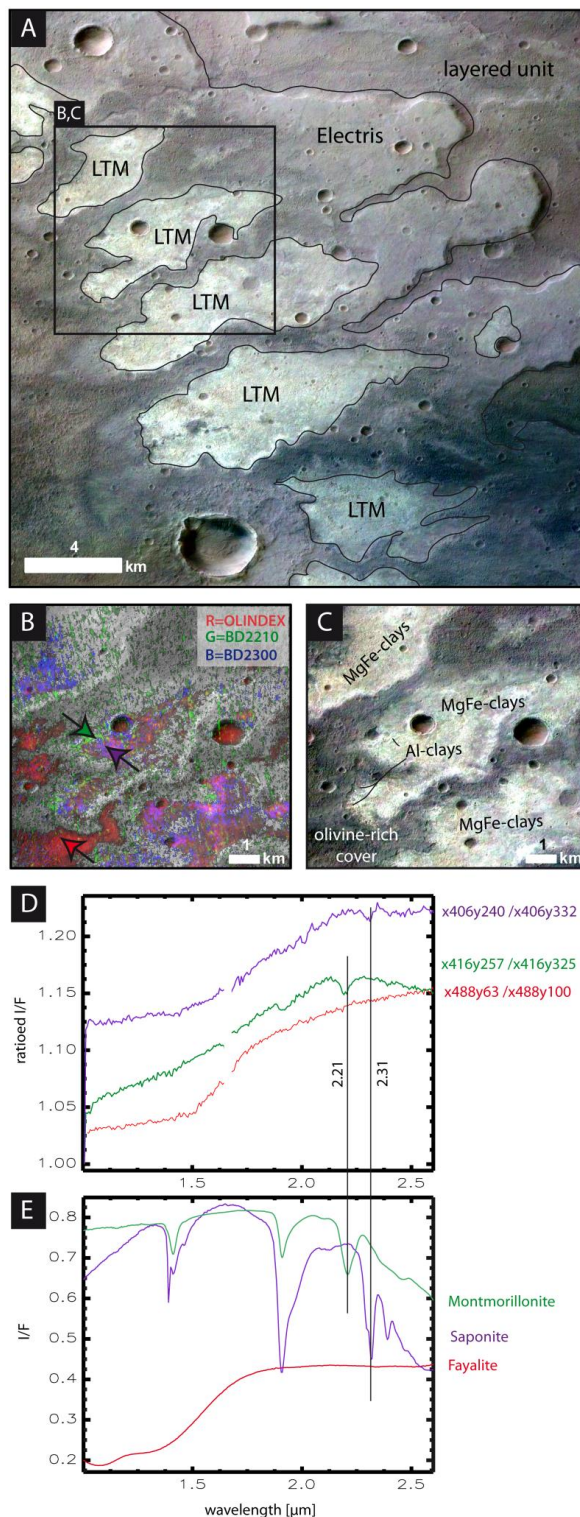 A
layered unit
Electris
B,C
LTM
LTM
LTM
LTM
LTM
4
km
B
R=OLINDEX
G=BD2210
B=BD2300
1
km
C
MgFe-clays
MgFe-clays
Al-clays
olivine-rich
cover
MgFe-clays
1
km
D
x406y240 /x406y332
x416y257 /x416y325
x488y63 /x488y100
1.20
1.15
1.10
1.05
1.00
ratioed I/F
2.21
2.31
1.5
2.0
2.5
E
0.8
0.7
0.6
0.5
0.4
0.3
0.2
I/F
Montmorillonite
Saponite
Fayalite
1.5
2.0
2.5
wavelength [µm]